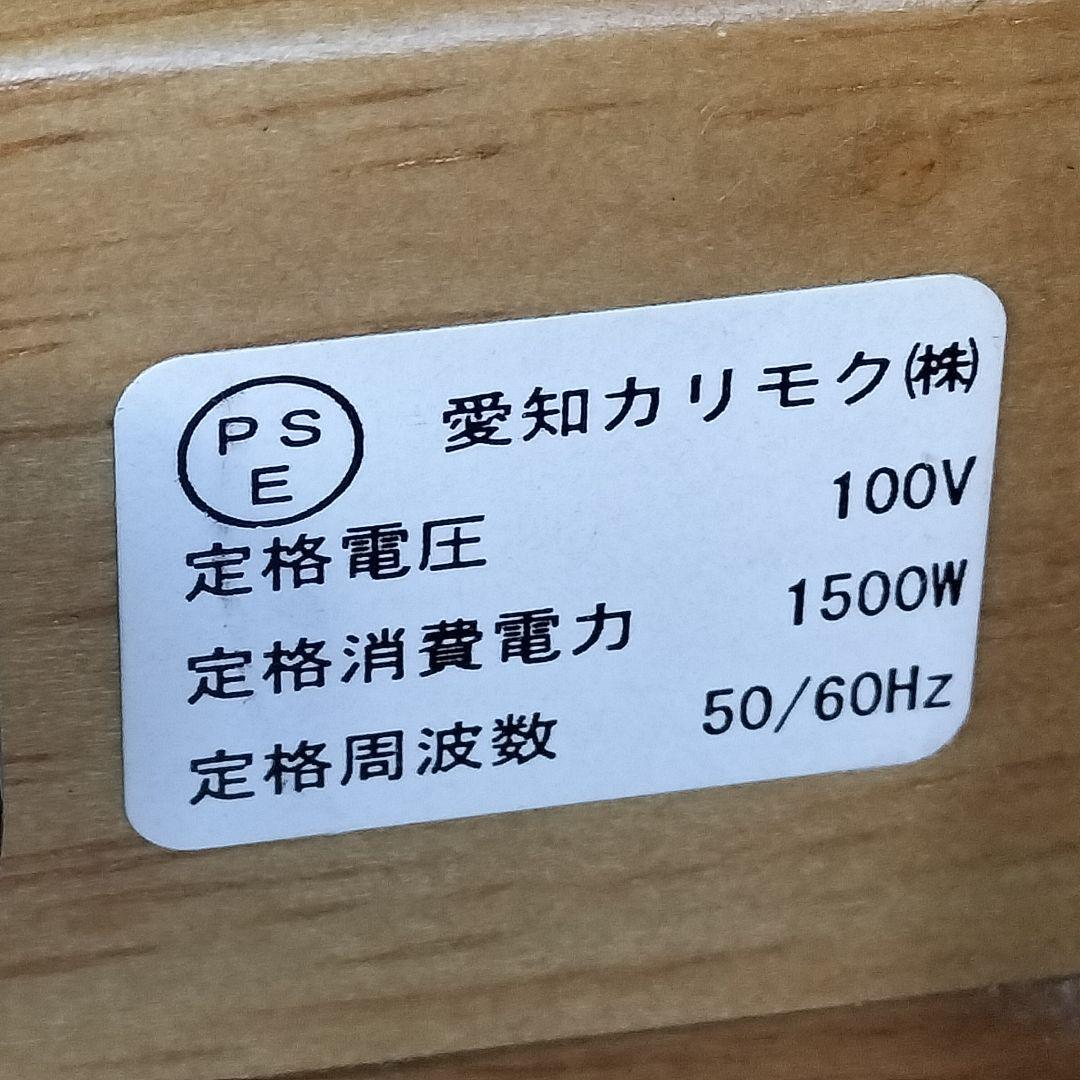 PS
E
愛知カリモク㈱
定格電圧 100V
定格消費電力 1500W
定格周波数 50/60Hz